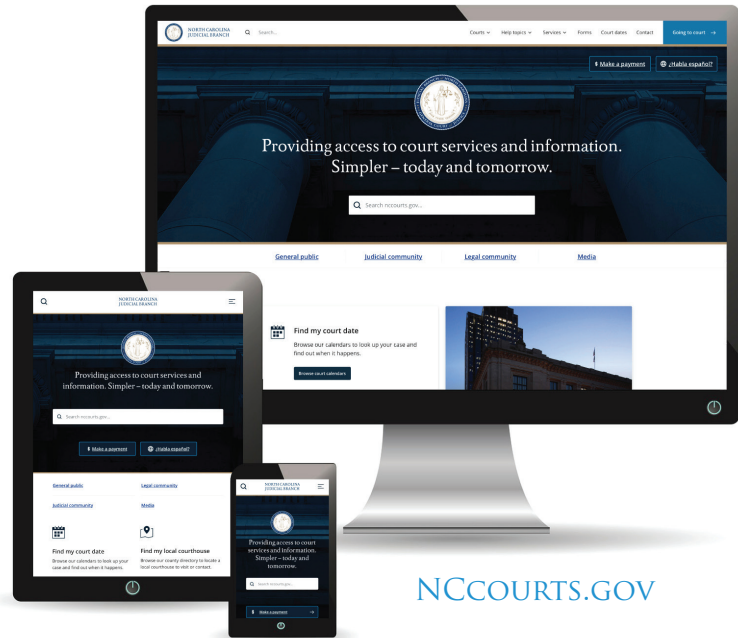 NORTH CAROLINA
JUDICIAL BRANCH
Search...
Courts
Help topics
Services
Forms
Court dates
Contact
Going to court →
$ Make a payment
¿Habla español?
Providing access to court services and information.
Simpler – today and tomorrow.
Search nccourts.gov...
General public
Judicial community
Legal community
Media
Find my court date
Browse our calendars to look up your case and
find out when it happens.
Browse court calendars
NORTH CAROLINA
JUDICIAL BRANCH
Providing access to court services and
information. Simpler – today and tomorrow.
Search nccourts.gov...
$ Make a payment
¿Habla español?
General public
Legal community
Judicial community
Media
Find my court date
Browse our calendars to look up your
case and find out when it happens.
Find my local courthouse
Browse our county directory to locate a
local courthouse to visit or contact.
NORTH CAROLINA
JUDICIAL BRANCH
Providing access to court
services and information.
Simpler – today and
tomorrow.
Search nccourts.gov...
$ Make a payment →
NCCOURTS.GOV